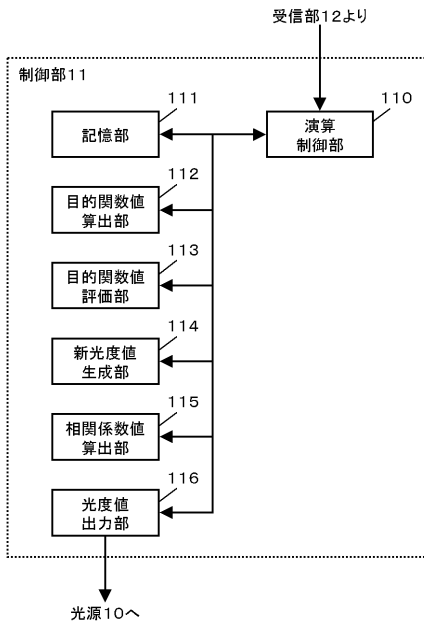 受信部12より
制御部11
111
記憶部
110
演算
制御部
112
目的関数値
算出部
113
目的関数値
評価部
114
新光度値
生成部
115
相関係数値
算出部
116
光度値
出力部
光源10へ